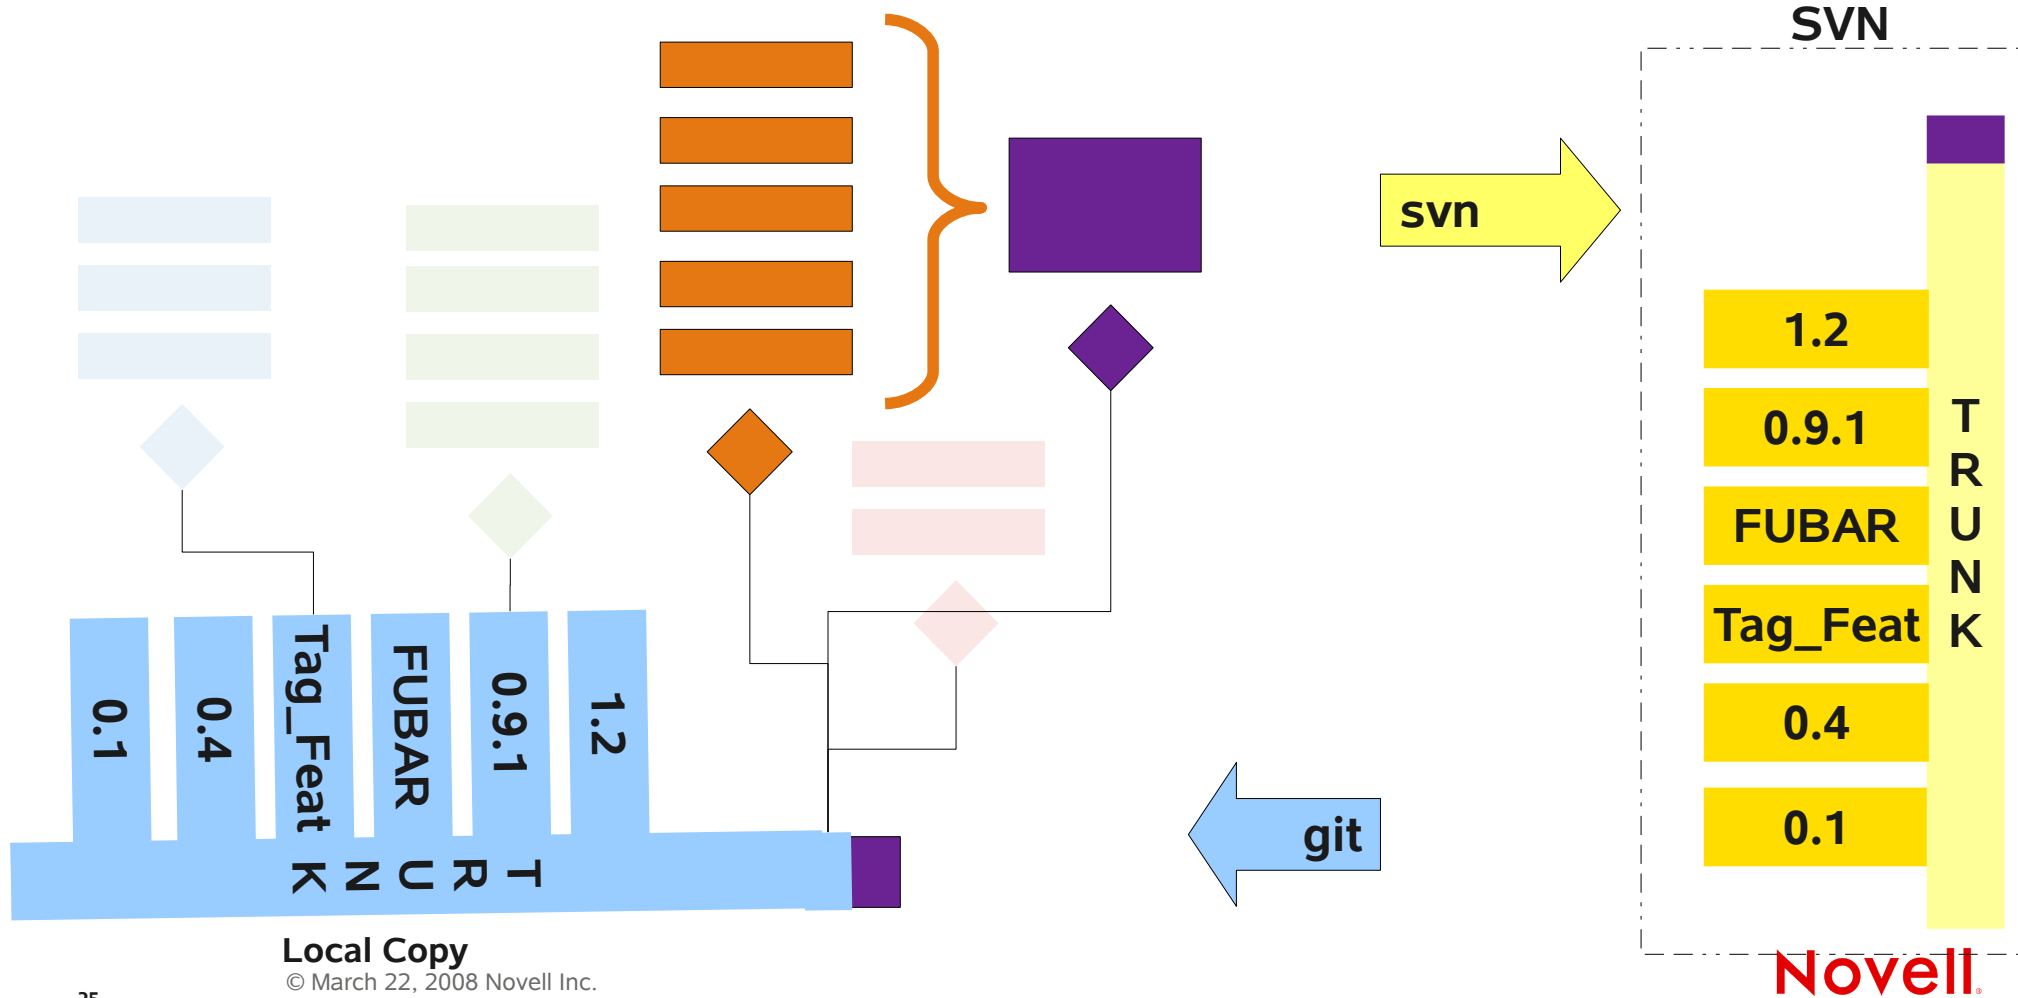 SVN
svn
1.2
0.9.1
FUBAR
Tag_Feat
0.4
0.1
TRUNK
0.1
0.4
Tag_Feat
FUBAR
0.9.1
1.2
TRUNK
git
Local Copy
© March 22, 2008 Novell Inc.
25
Novell®